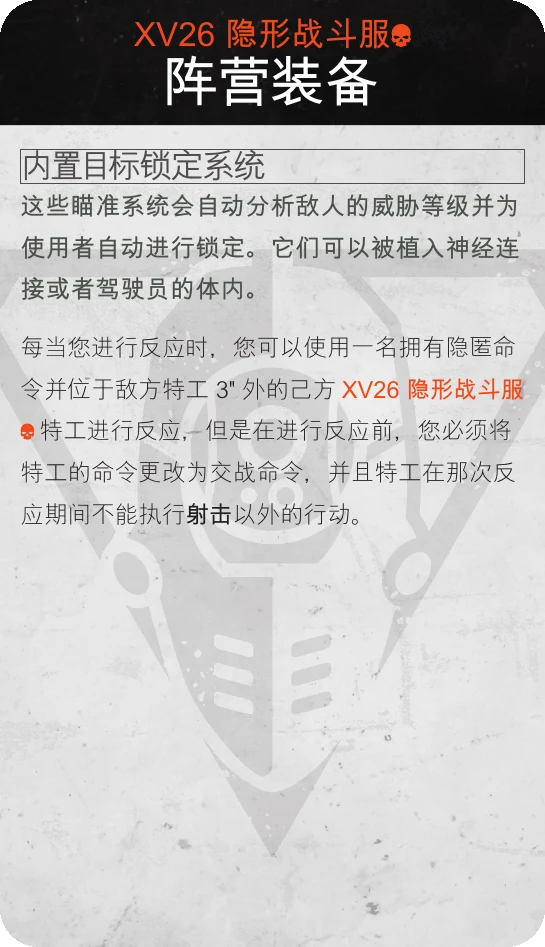 XV26 隐形战斗服
阵营装备
内置目标锁定系统
这些瞄准系统会自动分析敌人的威胁等级并为
使用者自动进行锁定。它们可以被植入神经连
接或者驾驶员的体内。
每当您进行反应时，您可以使用一名拥有隐匿命
令并位于敌方特工 3" 外的己方 XV26 隐形战斗服
特工进行反应，但是在进行反应前，您必须将
特工的命令更改为交战命令，并且特工在那次反
应期间不能执行射击以外的行动。